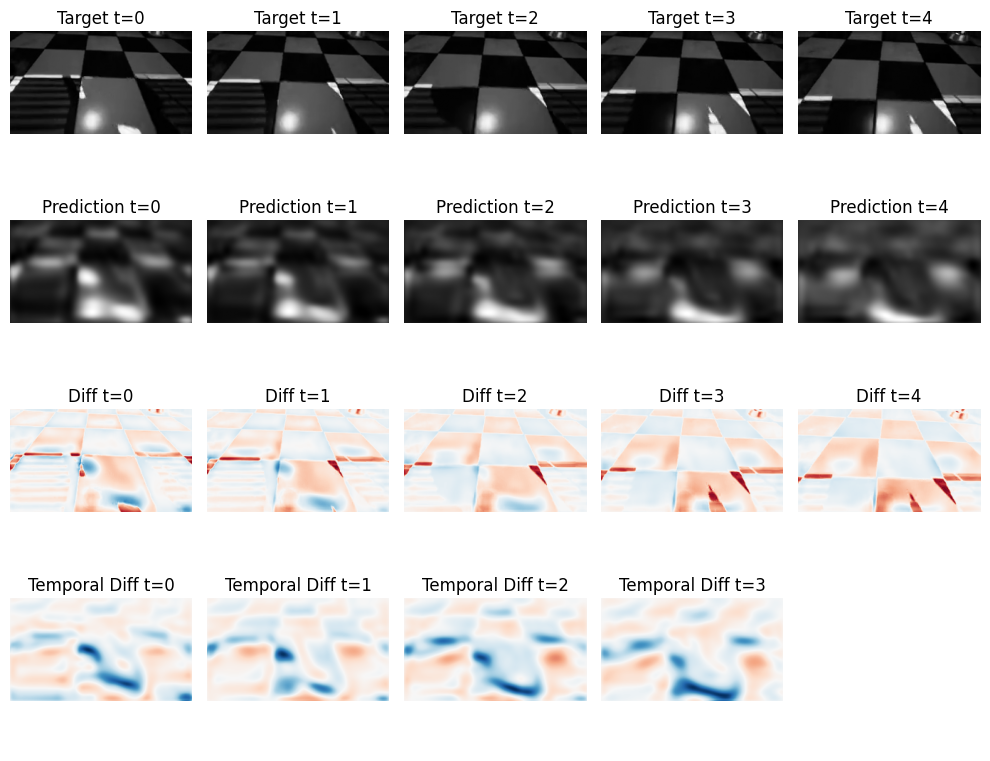 Target t=0 Target t=1 Target t=2 Target t=3 Target t=4
Prediction t=0 Prediction t=1 Prediction t=2 Prediction t=3 Prediction t=4
Diff t=0 Diff t=1 Diff t=2 Diff t=3 Diff t=4
Temporal Diff t=0 Temporal Diff t=1 Temporal Diff t=2 Temporal Diff t=3